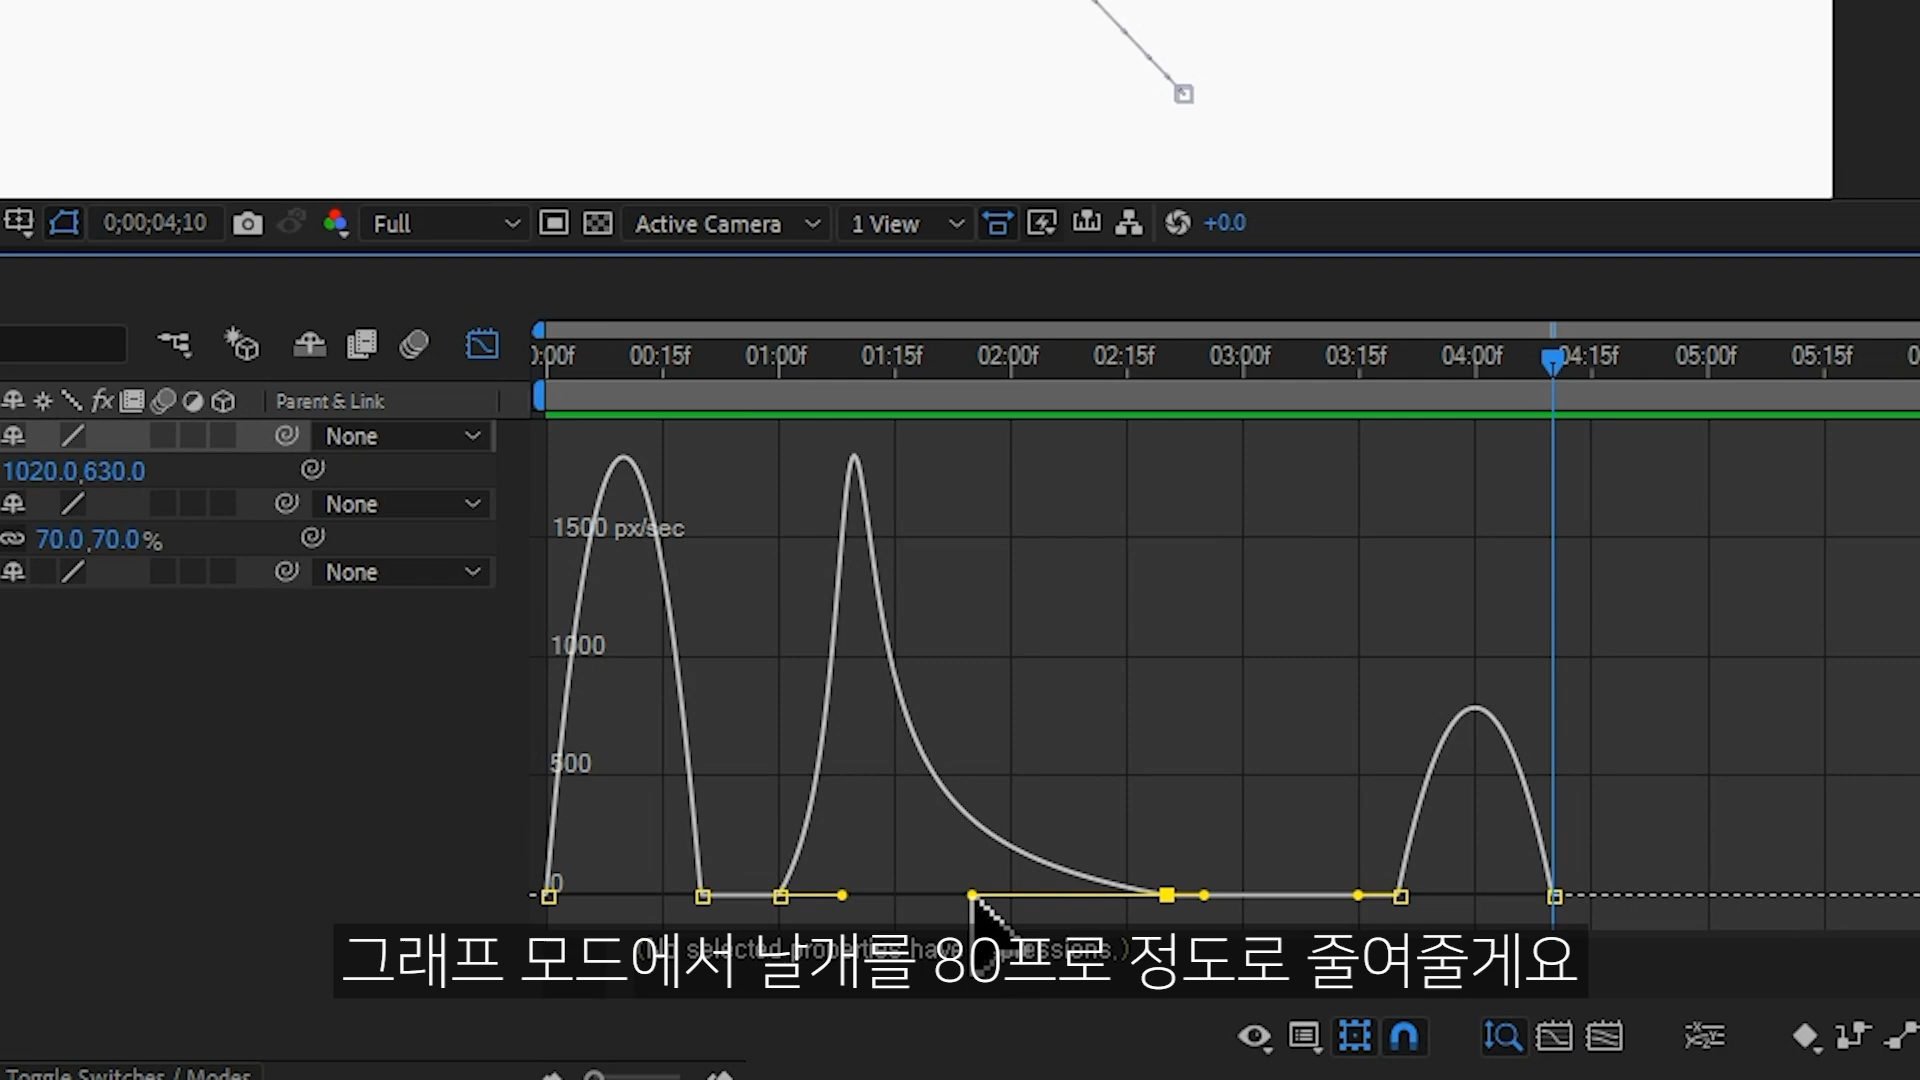 0;00;04;10 Full Active Camera 1 View +0.0
0:00f 00:15f 01:00f 01:15f 02:00f 02:15f 03:00f 03:15f 04:00f 04:15f 05:00f 05:15f 0
fx Parent & Link
None
1020.0,630.0
None
70.0,70.0%
None
1500 px/sec
1000
500
0
그래프 모드에서 날개를 80프로 정도로 줄여줄게요
Toggle Switches / Modes